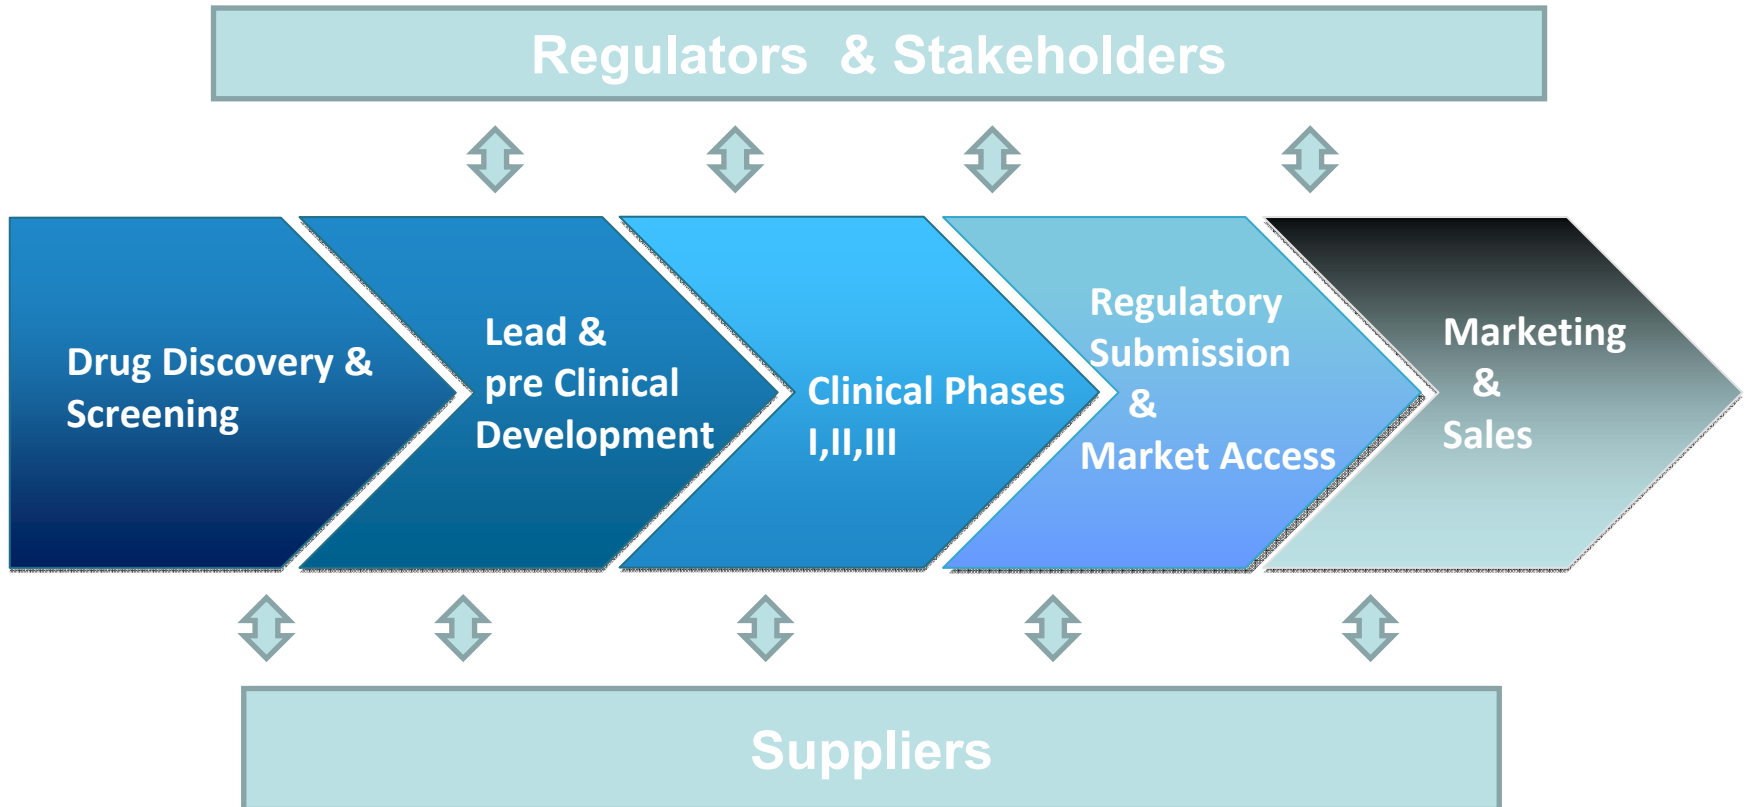 Regulators & Stakeholders
Drug Discovery &
Screening
Lead &
pre Clinical
Development
Clinical Phases
I,II,III
Regulatory
Submission
&
Market Access
Marketing
&
Sales
Suppliers